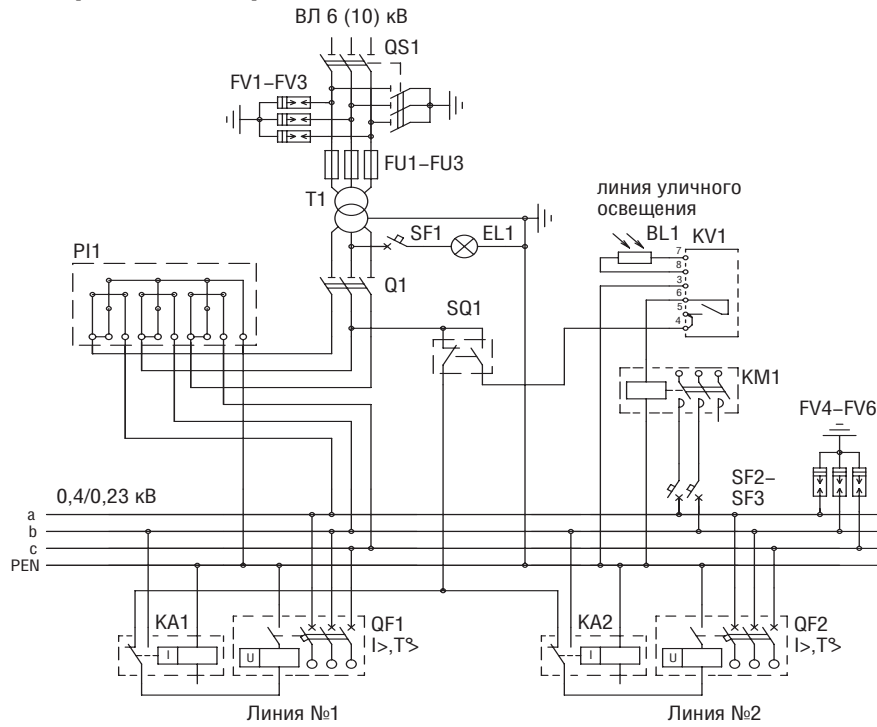 ВЛ 6 (10) кВ
QS1
FV1–FV3
FU1–FU3
T1
линия уличного
освещения
SF1
EL1
BL1
KV1
7
8
3
6
5
4
PI1
Q1
SQ1
KM1
FV4–FV6
SF2–
SF3
0,4/0,23 кВ
a
b
c
PEN
KA1
I
QF1
I>,T°>
U
KA2
I
QF2
I>,T°>
U
Линия №1
Линия №2